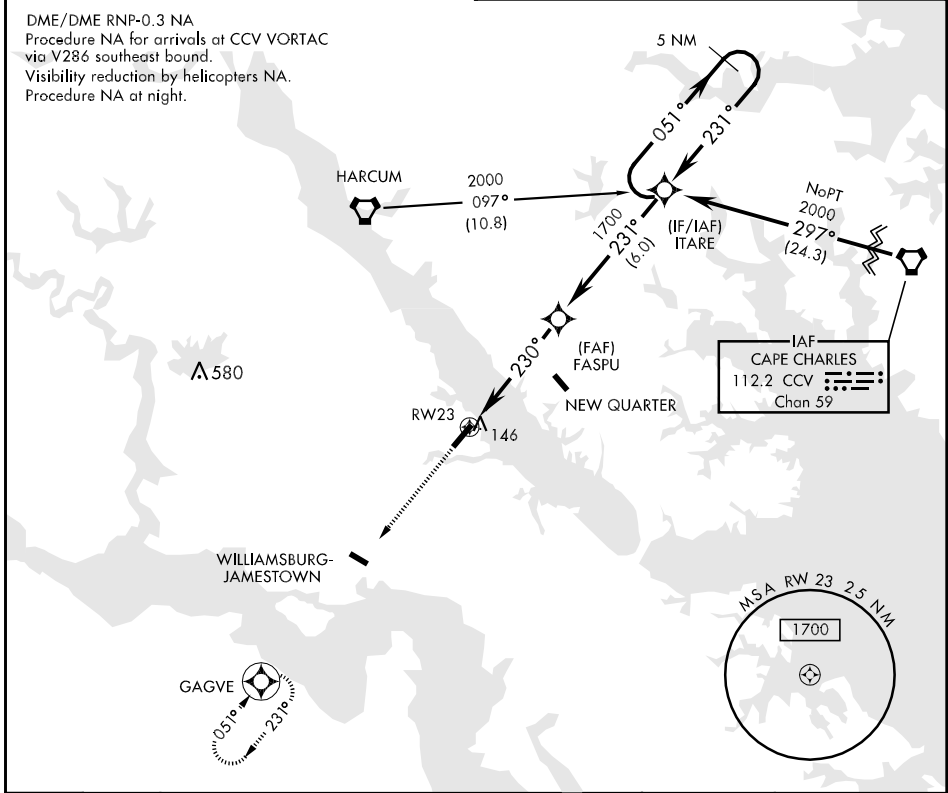 DME/DME RNP-0.3 NA
Procedure NA for arrivals at CCV VORTAC
via V286 southeast bound.
Visibility reduction by helicopters NA.
Procedure NA at night.
5 NM
051°
231°
HARCUM
2000
097°
(10.8)
NoPT
2000
297°
(24.3)
(IF/IAF)
ITARE
1700
231°
(6.0)
IAF
CAPE CHARLES
112.2 CCV
Chan 59
(FAF)
FASPU
230°
580
NEW QUARTER
RW23
146
WILLIAMSBURG-
JAMESTOWN
MSA RW 23 25 NM
1700
GAGVE
051°
231°